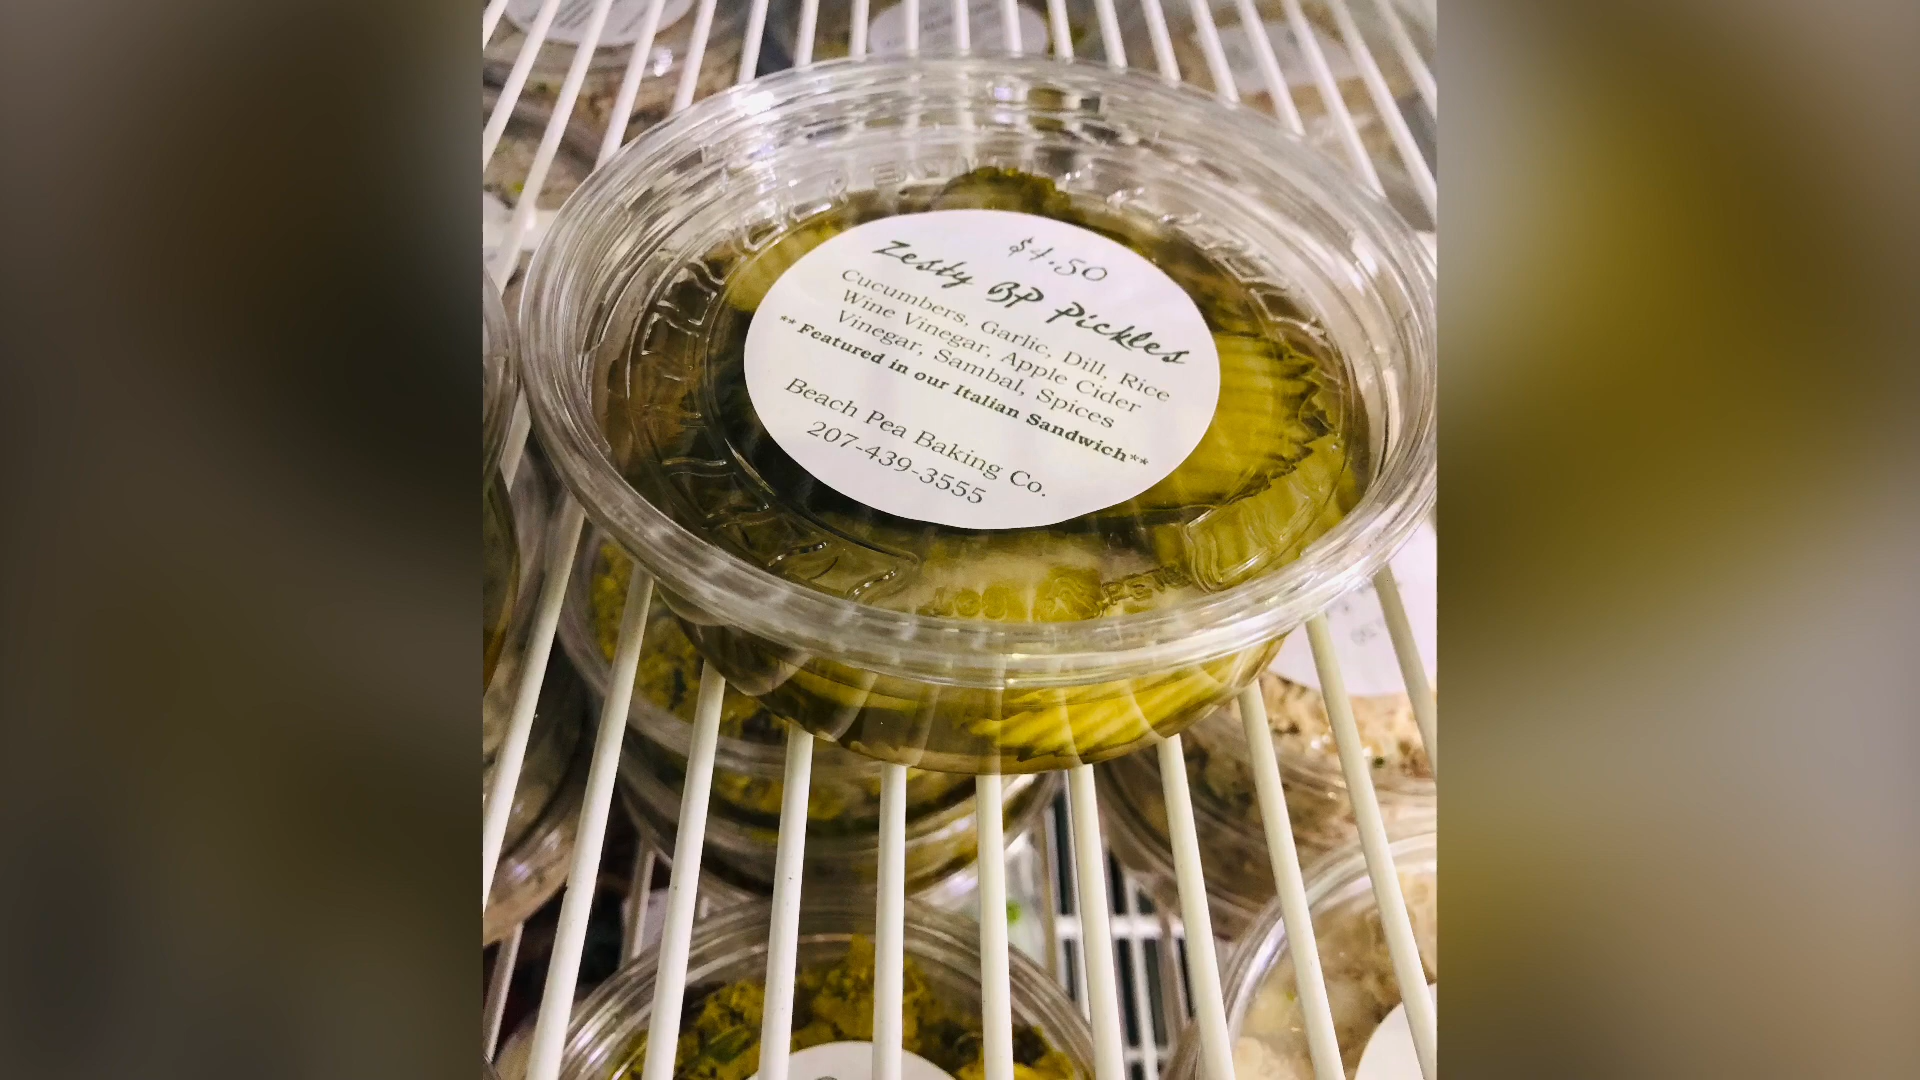 $4.50
Zesty BP Pickles
Cucumbers, Garlic, Dill, Rice
Wine Vinegar, Apple Cider
Vinegar, Sambal, Spices
**Featured in our Italian Sandwich**
Beach Pea Baking Co.
207-439-3555